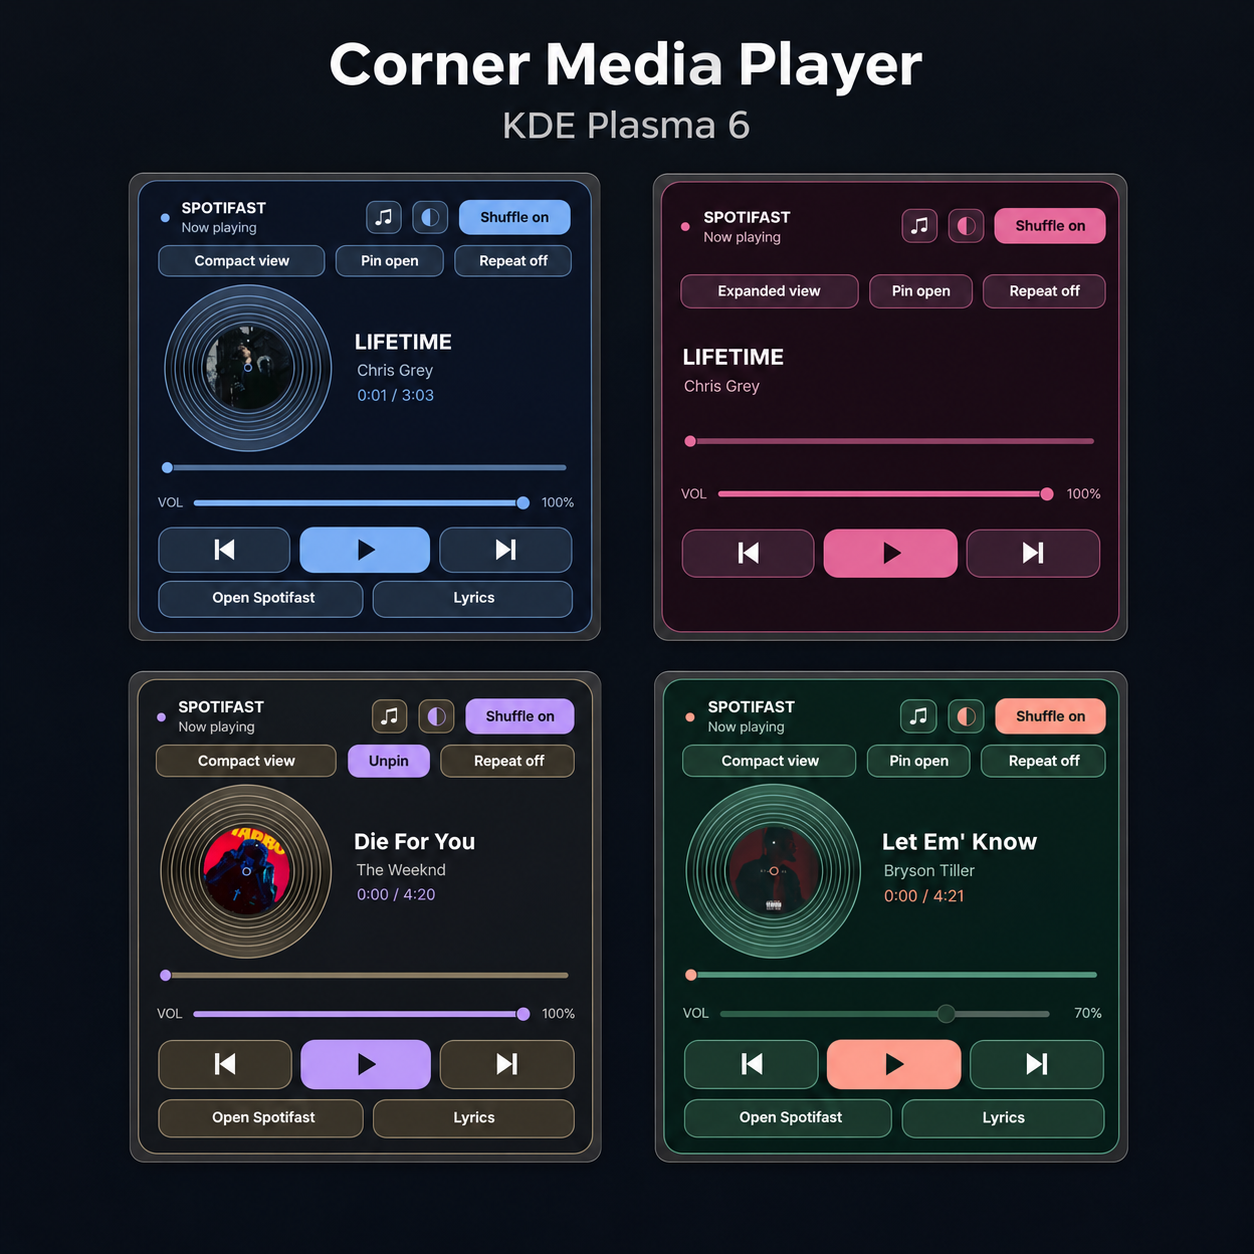 Corner Media Player
KDE Plasma 6
SPOTIFAST
Now playing
Shuffle on
Compact view
Pin open
Repeat off
LIFETIME
Chris Grey
0:01 / 3:03
VOL
100%
Open Spotifast
Lyrics
SPOTIFAST
Now playing
Shuffle on
Expanded view
Pin open
Repeat off
LIFETIME
Chris Grey
VOL
100%
SPOTIFAST
Now playing
Shuffle on
Compact view
Unpin
Repeat off
Die For You
The Weeknd
0:00 / 4:20
VOL
100%
Open Spotifast
Lyrics
SPOTIFAST
Now playing
Shuffle on
Compact view
Pin open
Repeat off
Let Em' Know
Bryson Tiller
0:00 / 4:21
VOL
70%
Open Spotifast
Lyrics